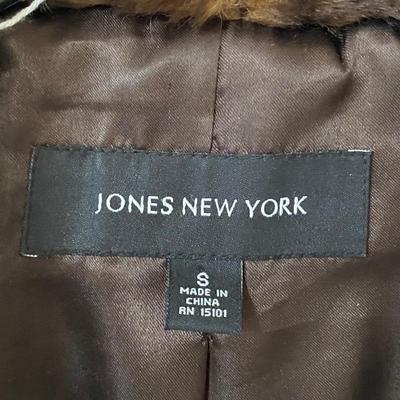 JONES NEW YORK
S
MADE IN
CHINA
RN 15101